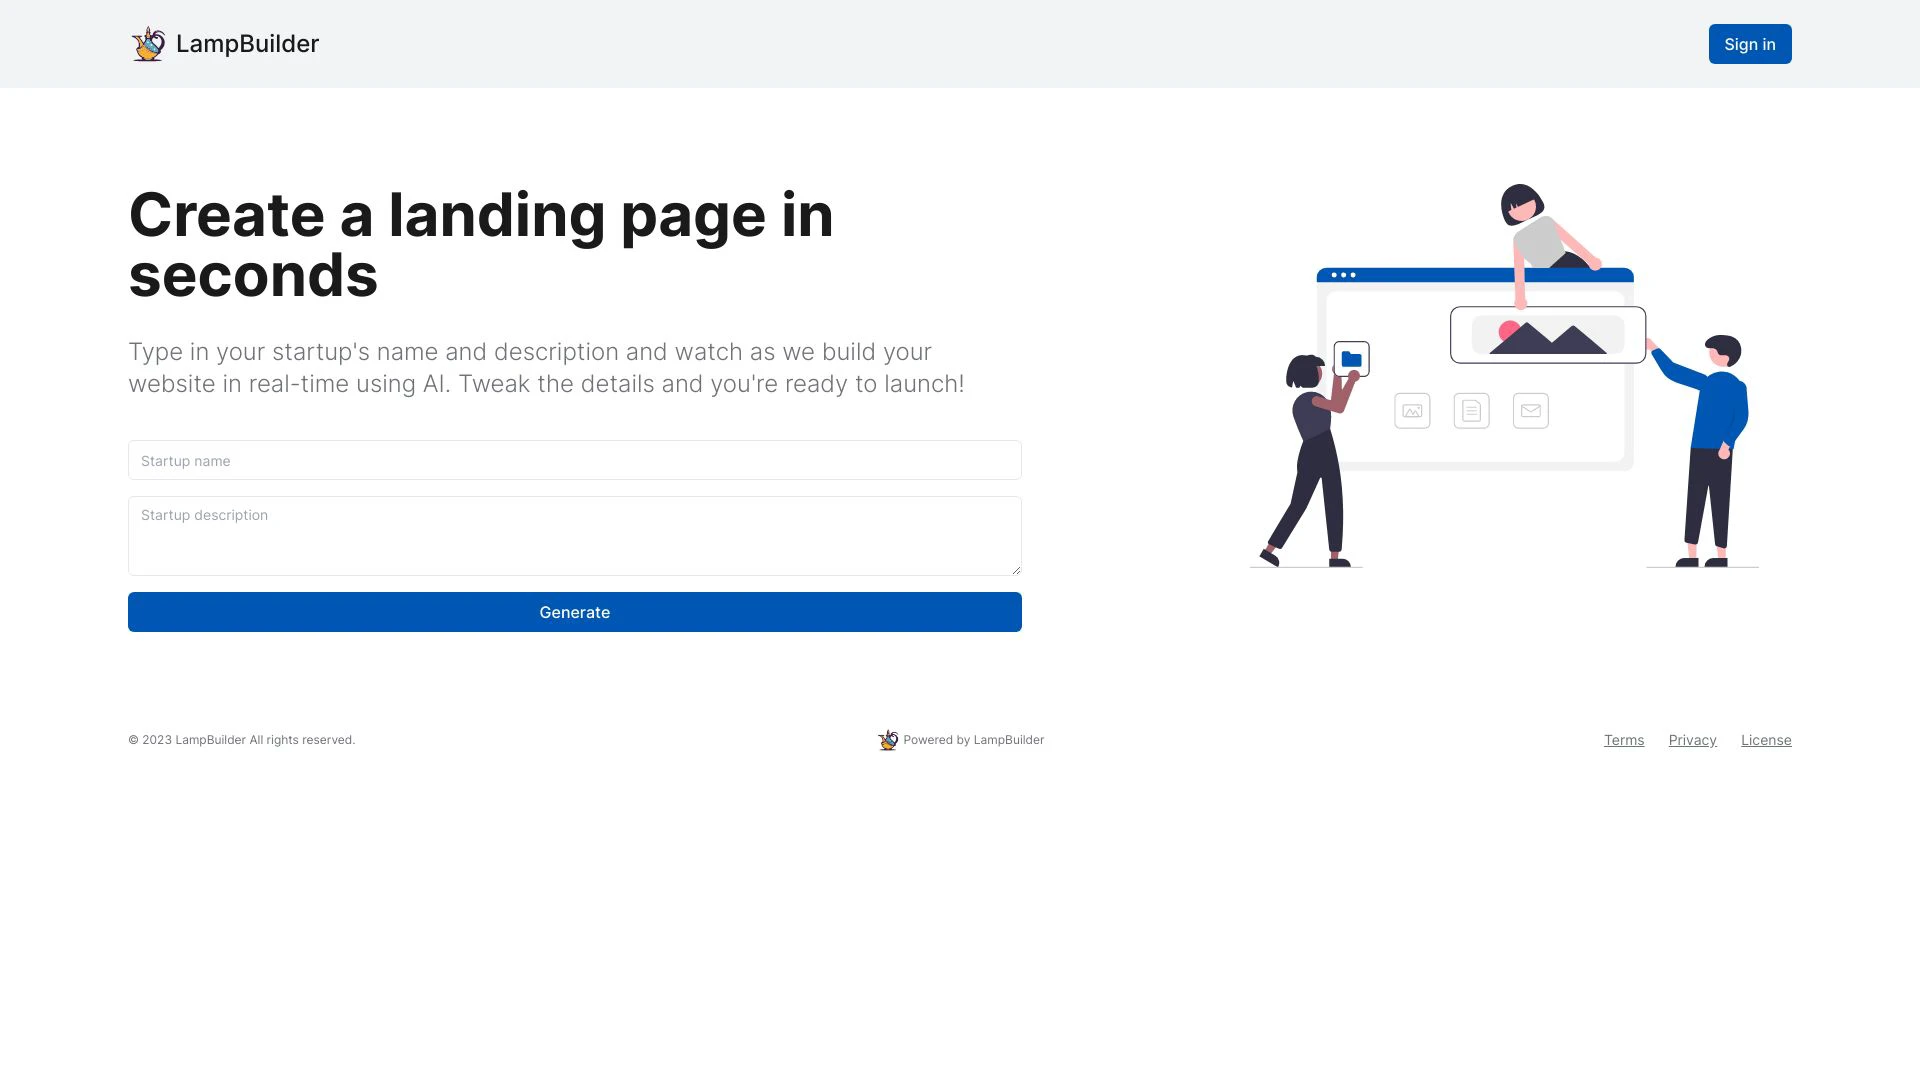 LampBuilder
Sign in
Create a landing page in
seconds
Type in your startup's name and description and watch as we build your
website in real-time using AI. Tweak the details and you're ready to launch!
Startup name
Startup description
Generate
© 2023 LampBuilder All rights reserved.
Powered by LampBuilder
Terms
Privacy
License